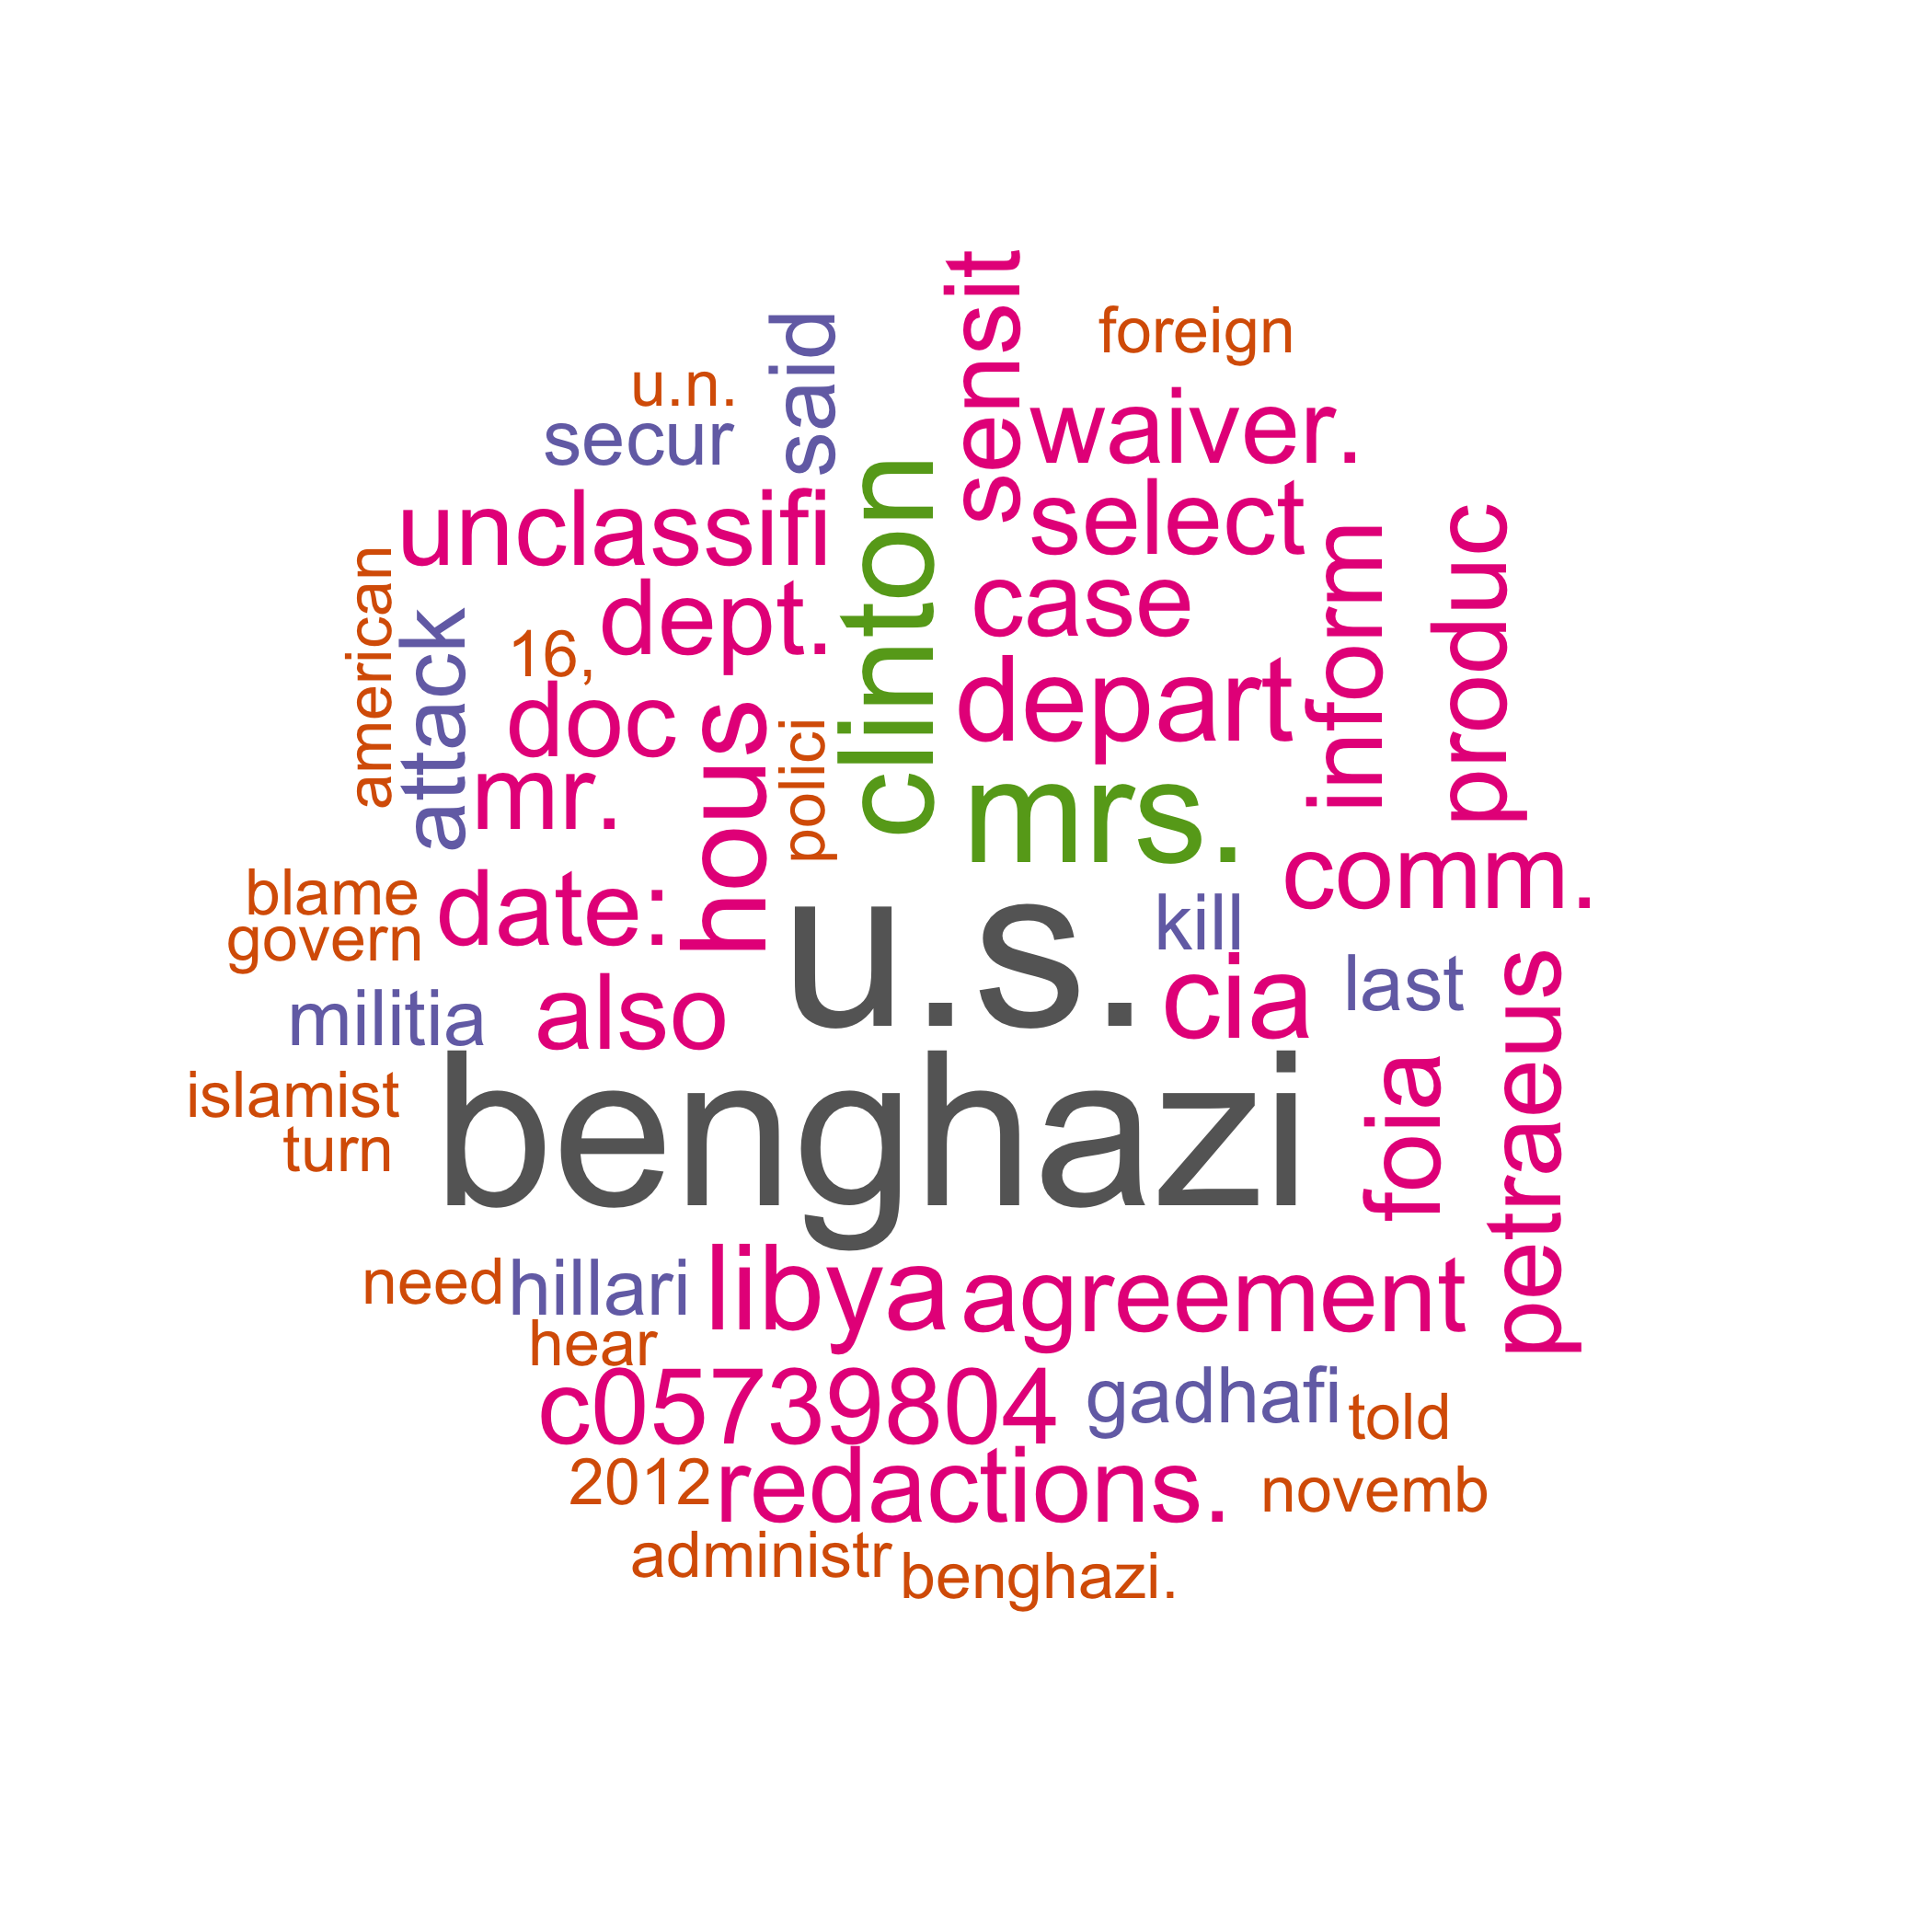 sensit
foreign
said
u.n.
waiver.
secur
clinton
select
unclassifi
produc
inform
american
case
dept.
attack
16,
depart
doc
hous
polici
mr.
mrs.
comm.
blame
date:
kill
govern
u.s.
cia
last
petraeus
militia
also
benghazi
foia
islamist
turn
need
hillari
libya
agreement
hear
c05739804
gadhafi
told
2012
redactions.
novemb
administr
benghazi.